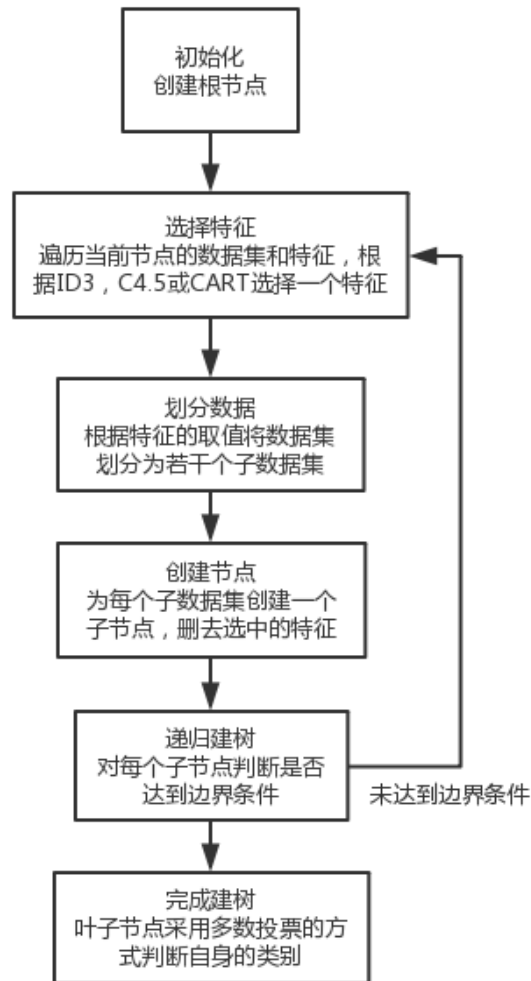 初始化
创建根节点
选择特征
遍历当前节点的数据集和特征，根
据ID3，C4.5或CART选择一个特征
划分数据
根据特征的取值将数据集
划分为若干个子数据集
创建节点
为每个子数据集创建一个
子节点，删去选中的特征
递归建树
对每个子节点判断是否
达到边界条件
未达到边界条件
完成建树
叶子节点采用多数投票的方
式判断自身的类别